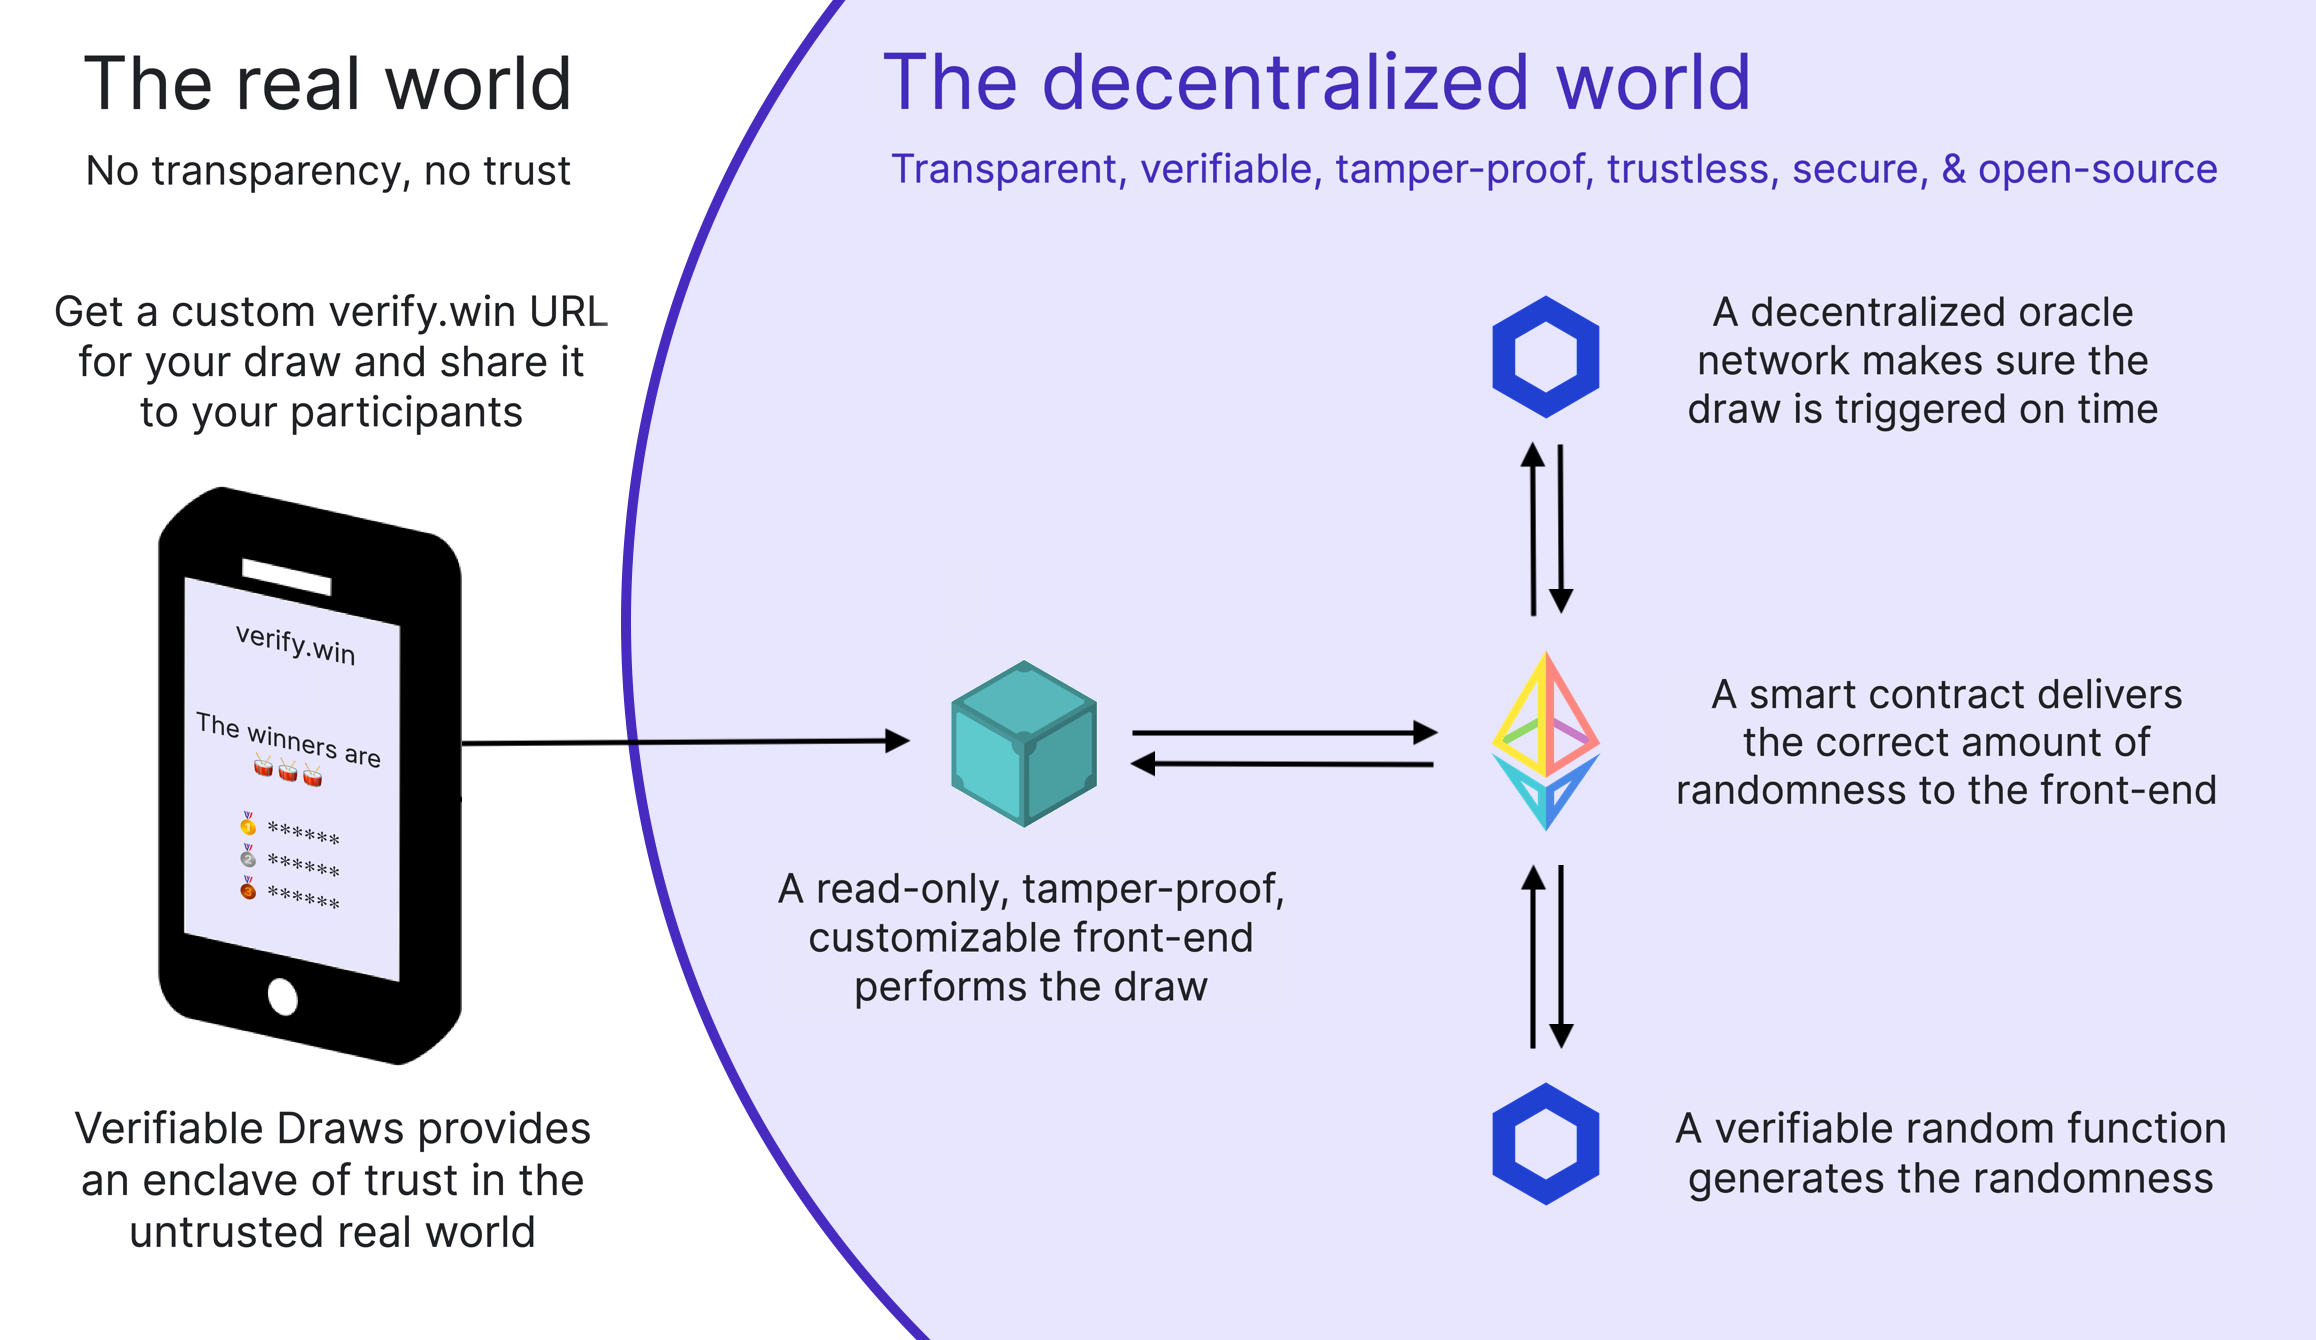 The real world
No transparency, no trust
Get a custom verify.win URL
for your draw and share it
to your participants
verify.win
The winners are
🥁🥁🥁
🥇 ******
🥈 ******
🥉 ******
Verifiable Draws provides
an enclave of trust in the
untrusted real world
The decentralized world
Transparent, verifiable, tamper-proof, trustless, secure, & open-source
A decentralized oracle
network makes sure the
draw is triggered on time
A smart contract delivers
the correct amount of
randomness to the front-end
A read-only, tamper-proof,
customizable front-end
performs the draw
A verifiable random function
generates the randomness